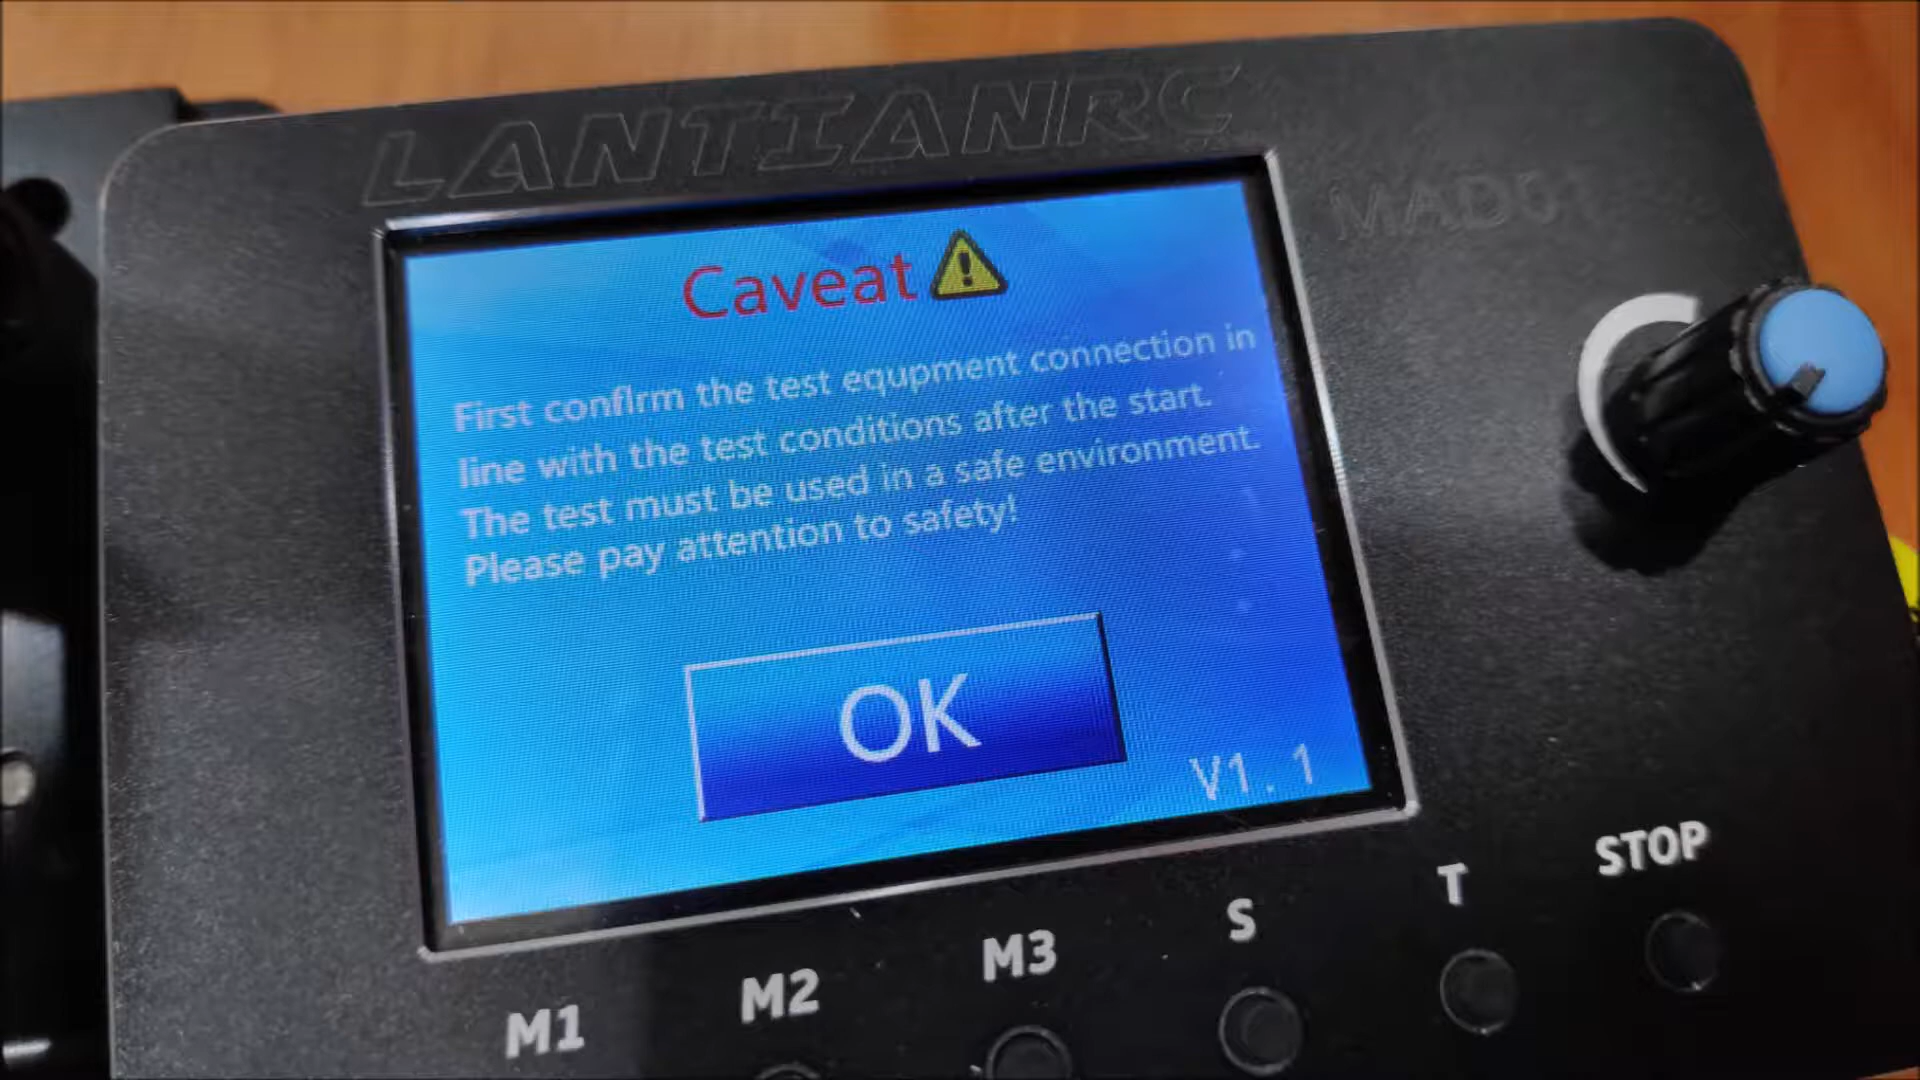 LANTIANRC
Caveat
First confirm the test equpment connection in
line with the test conditions after the start.
The test must be used in a safe environment.
Please pay attention to safety!
OK
V1.1
M1
M2
M3
S
T
STOP